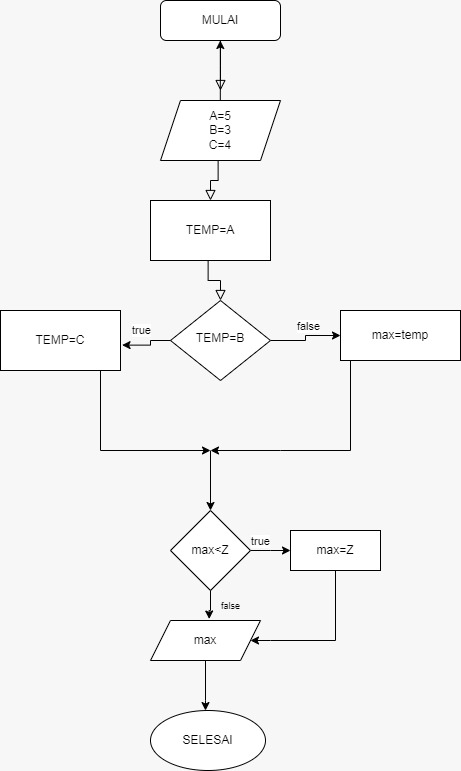 MULAI
A=5
B=3
C=4
TEMP=A
TEMP=B
true
false
TEMP=C
max=temp
max<Z
true
max=Z
false
max
SELESAI